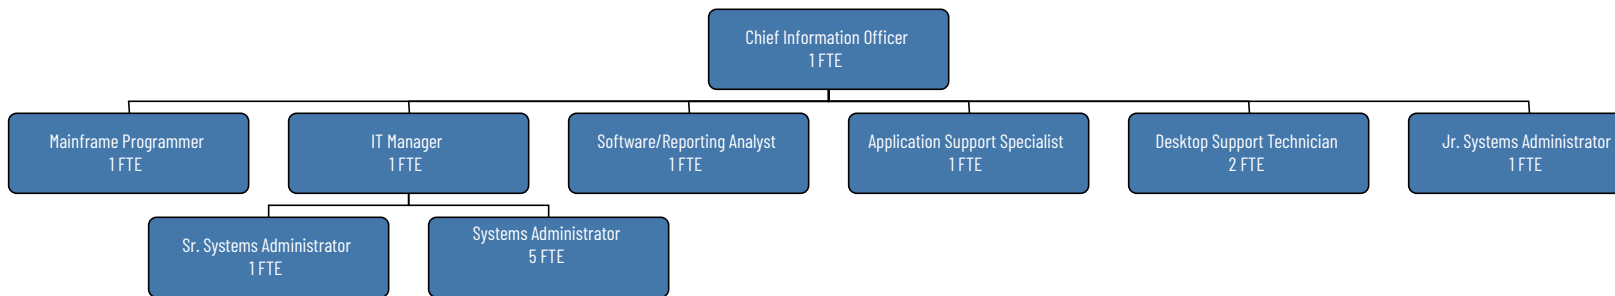 Chief Information Officer
1 FTE
Mainframe Programmer
1 FTE
IT Manager
1 FTE
Software/Reporting Analyst
1 FTE
Application Support Specialist
1 FTE
Desktop Support Technician
2 FTE
Jr. Systems Administrator
1 FTE
Sr. Systems Administrator
1 FTE
Systems Administrator
5 FTE